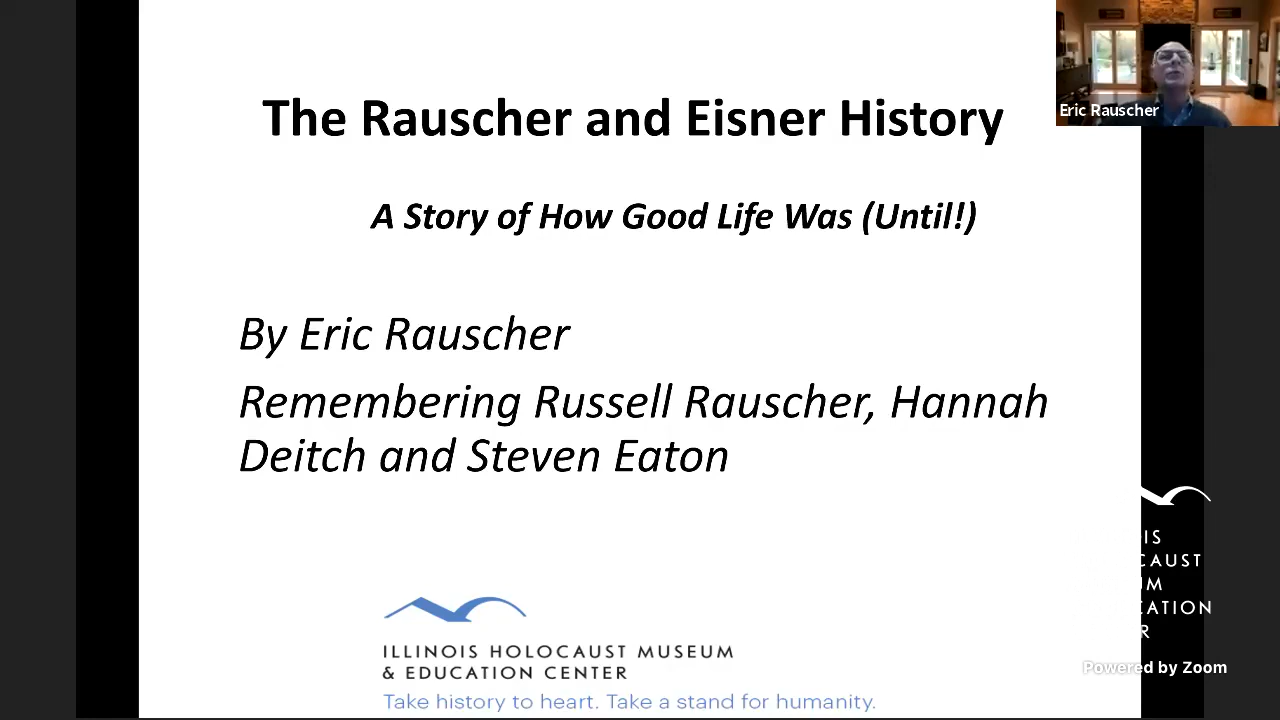 The Rauscher and Eisner History
Eric Rauscher
A Story of How Good Life Was (Until!)
By Eric Rauscher
Remembering Russell Rauscher, Hannah
Deitch and Steven Eaton
ILLINOIS HOLOCAUST MUSEUM
& EDUCATION CENTER
Take history to heart. Take a stand for humanity.
Powered by Zoom